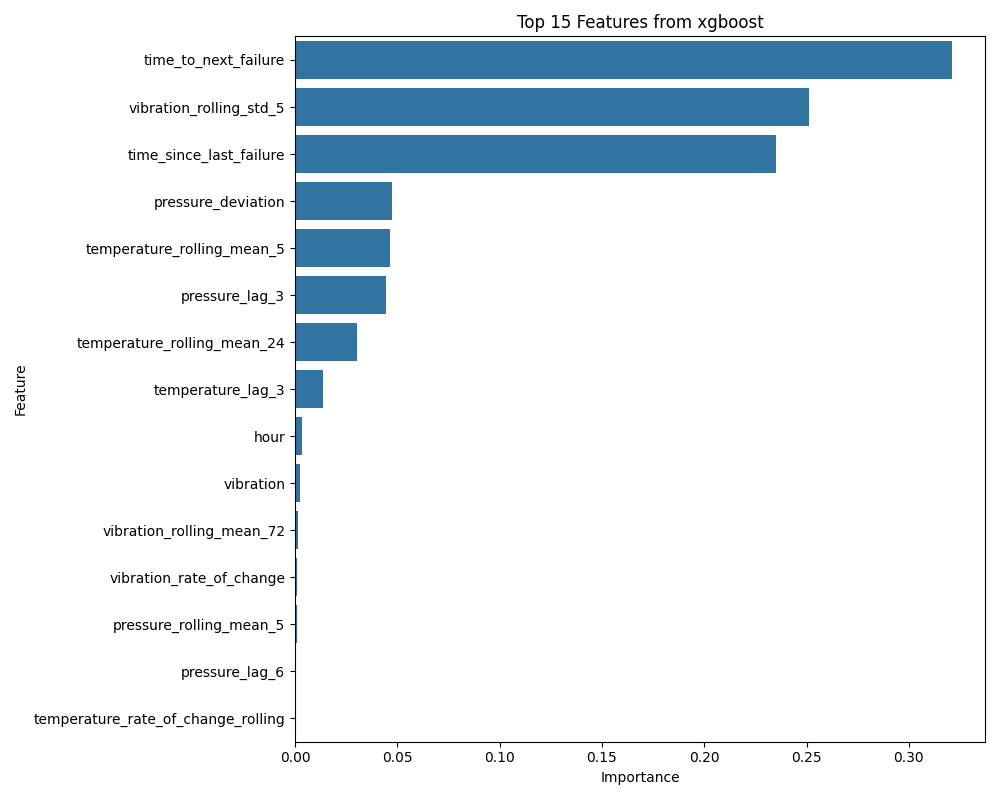 Top 15 Features from xgboost
Feature
time_to_next_failure
vibration_rolling_std_5
time_since_last_failure
pressure_deviation
temperature_rolling_mean_5
pressure_lag_3
temperature_rolling_mean_24
temperature_lag_3
hour
vibration
vibration_rolling_mean_72
vibration_rate_of_change
pressure_rolling_mean_5
pressure_lag_6
temperature_rate_of_change_rolling
0.00 0.05 0.10 0.15 0.20 0.25 0.30
Importance